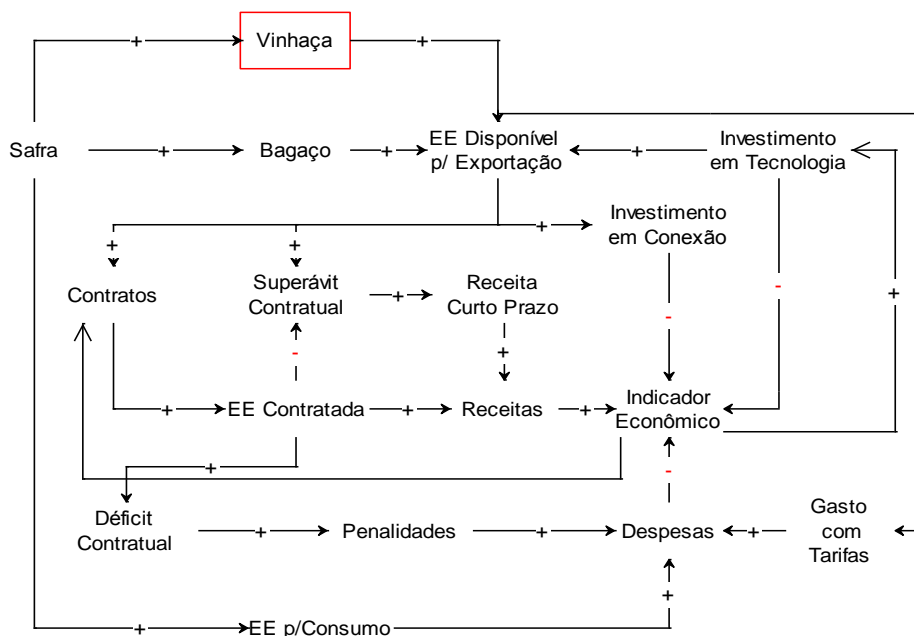 +
Vinhaça
+
Safra
+
Bagaço
+
EE Disponível
p/ Exportação
+
Investimento
em Tecnologia
+
+
+
Investimento
em Conexão
Contratos
Superávit
Contratual
+
Receita
Curto Prazo
-
-
+
-
+
+
EE Contratada
+
Receitas
+
Indicador
Econômico
+
-
Déficit
Contratual
+
Penalidades
+
Despesas
+
Gasto
com
Tarifas
+
+
EE p/Consumo